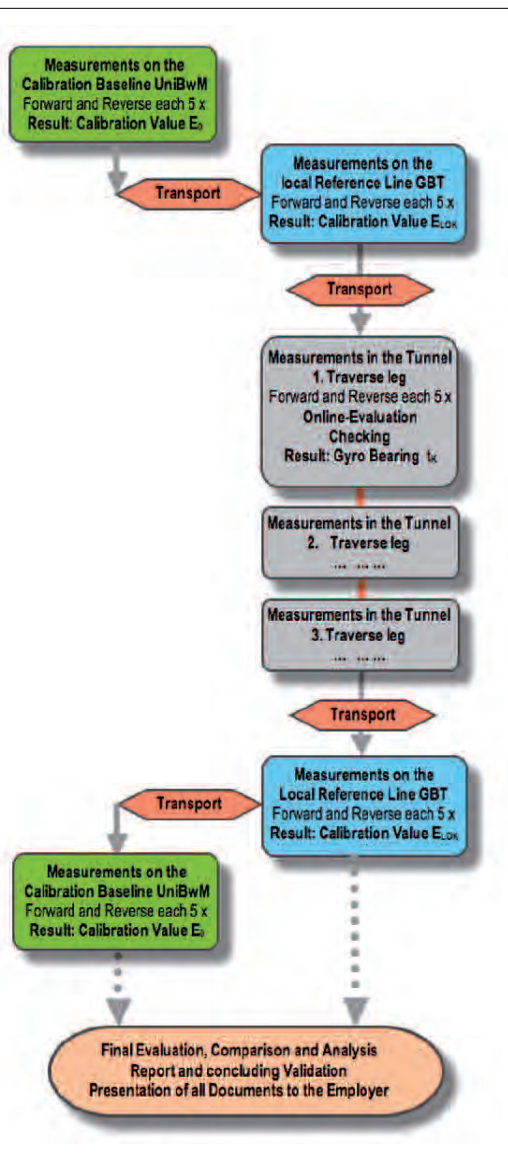 Measurements on the
Calibration Baseline UniBwM
Forward and Reverse each 5 x
Result: Calibration Value E₀
Transport
Measurements on the
local Reference Line GBT
Forward and Reverse each 5 x
Result: Calibration Value E_LOK
Transport
Measurements in the Tunnel
1. Traverse leg
Forward and Reverse each 5 x
Online-Evaluation
Checking
Result: Gyro Bearing t_K
Measurements in the Tunnel
2. Traverse leg
... ... ...
Measurements in the Tunnel
3. Traverse leg
... ... ...
Transport
Measurements on the
Local Reference Line GBT
Forward and Reverse each 5 x
Result: Calibration Value E_LOK
Transport
Measurements on the
Calibration Baseline UniBwM
Forward and Reverse each 5 x
Result: Calibration Value E₀
Final Evaluation, Comparison and Analysis
Report and concluding Validation
Presentation of all Documents to the Employer